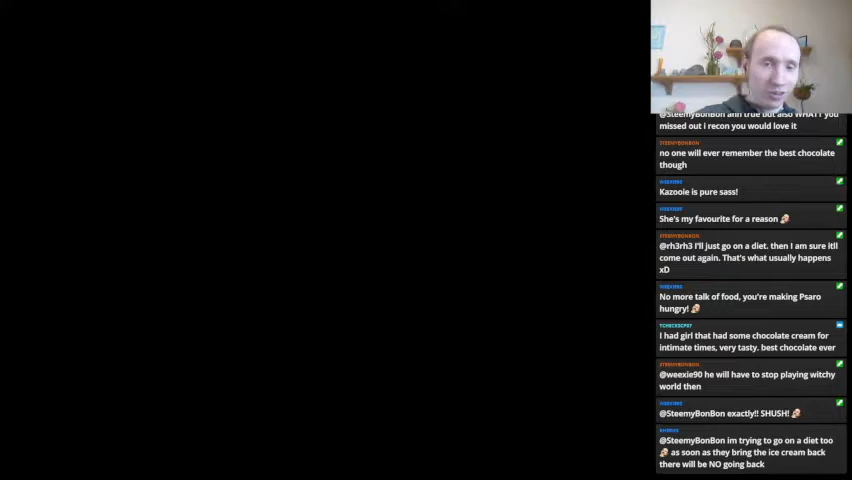 @SteemyBonBon ahh true but also WHATT you
missed out i recon you would love it
STEEMYBONBON
no one will ever remember the best chocolate
though
WEEXIE90
Kazooie is pure sass!
WEEXIE90
She's my favourite for a reason
STEEMYBONBON
@rh3rh3 I'll just go on a diet. then I am sure itll
come out again. That's what usually happens
xD
WEEXIE90
No more talk of food, you're making Psaro
hungry!
I had girl that had some chocolate cream for
intimate times, very tasty. best chocolate ever
STEEMYBONBON
@weexie90 he will have to stop playing witchy
world then
WEEXIE90
@SteemyBonBon exactly!! SHUSH!
RH3RH3
@SteemyBonBon im trying to go on a diet too
as soon as they bring the ice cream back
there will be NO going back